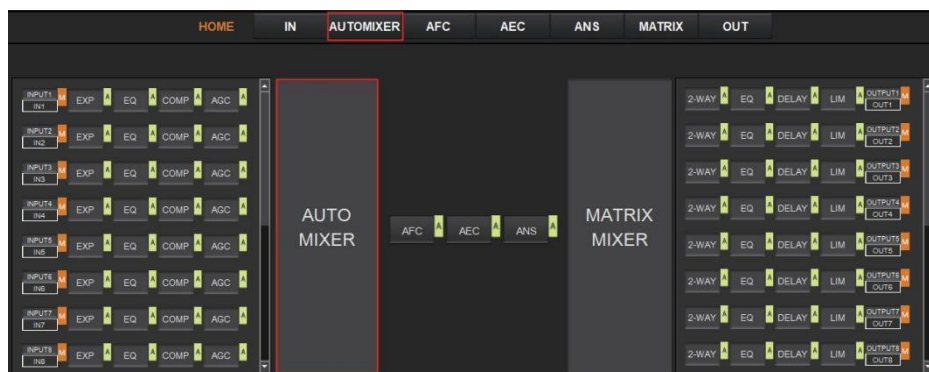 HOME IN AUTOMIXER AFC AEC ANS MATRIX OUT
INPUT1 M EXP A EQ A COMP A AGC A
IN1
INPUT2 M EXP A EQ A COMP A AGC A
IN2
INPUT3 M EXP A EQ A COMP A AGC A
IN3
INPUT4 M EXP A EQ A COMP A AGC A
IN4
INPUT5 M EXP A EQ A COMP A AGC A
IN5
INPUT6 M EXP A EQ A COMP A AGC A
IN6
INPUT7 M EXP A EQ A COMP A AGC A
IN7
INPUT8 M EXP A EQ A COMP A AGC A
IN8
AUTO
MIXER
AFC A AEC A ANS A
MATRIX
MIXER
2-WAY A EQ A DELAY A LIM A OUTPUT1 M
OUT1
2-WAY A EQ A DELAY A LIM A OUTPUT2 M
OUT2
2-WAY A EQ A DELAY A LIM A OUTPUT3 M
OUT3
2-WAY A EQ A DELAY A LIM A OUTPUT4 M
OUT4
2-WAY A EQ A DELAY A LIM A OUTPUT5 M
OUT5
2-WAY A EQ A DELAY A LIM A OUTPUT6 M
OUT6
2-WAY A EQ A DELAY A LIM A OUTPUT7 M
OUT7
2-WAY A EQ A DELAY A LIM A OUTPUT8 M
OUT8